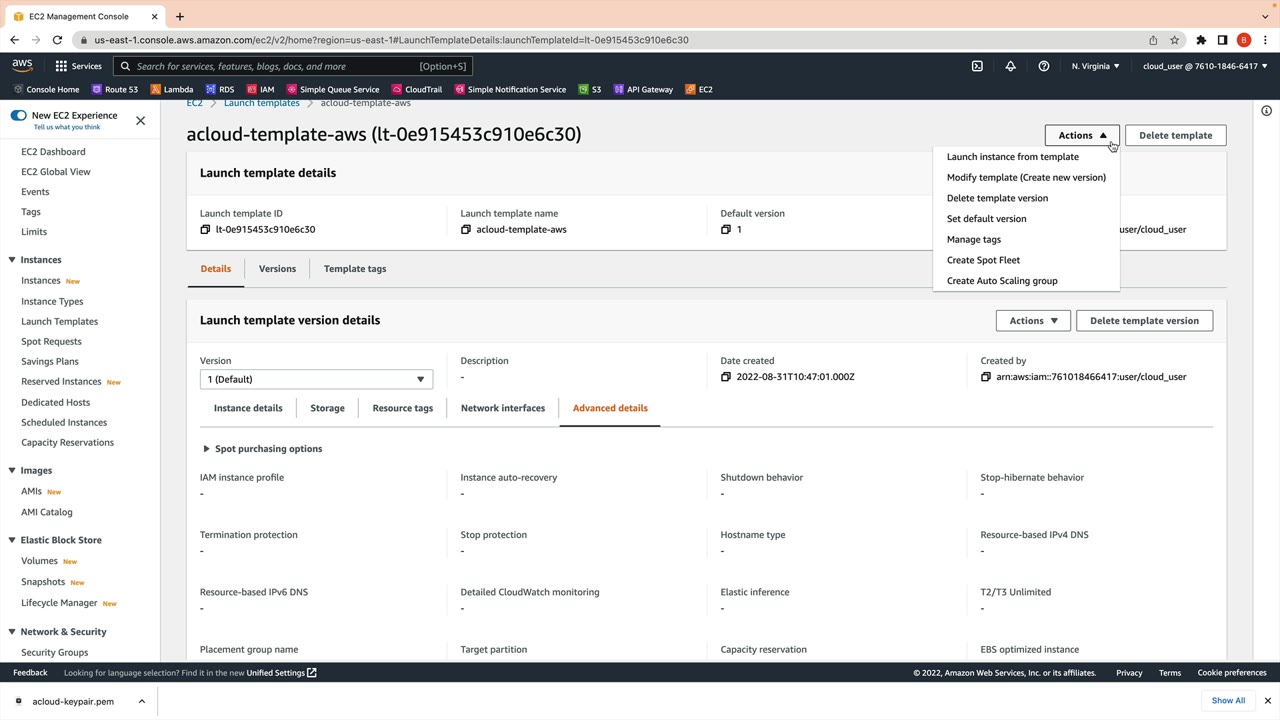 EC2 Management Console
us-east-1.console.aws.amazon.com/ec2/v2/home?region=us-east-1#LaunchTemplateDetails:launchTemplateId=lt-0e915453c910e6c30
B
aws Services Search for services, features, blogs, docs, and more [Option+S] N. Virginia cloud_user @ 7610-1846-6417
Console Home Route 53 Lambda RDS IAM Simple Queue Service CloudTrail Simple Notification Service S3 API Gateway EC2
New EC2 Experience
Tell us what you think
EC2 Dashboard
EC2 Global View
Events
Tags
Limits
Instances
Instances New
Instance Types
Launch Templates
Spot Requests
Savings Plans
Reserved Instances New
Dedicated Hosts
Scheduled Instances
Capacity Reservations
Images
AMIs New
AMI Catalog
Elastic Block Store
Volumes New
Snapshots New
Lifecycle Manager New
Network & Security
Security Groups
EC2 Launch templates acloud-template-aws
acloud-template-aws (lt-0e915453c910e6c30)
Actions Delete template
Launch instance from template
Modify template (Create new version)
Delete template version
Set default version
Manage tags
Create Spot Fleet
Create Auto Scaling group
Launch template details
Launch template ID Launch template name Default version
lt-0e915453c910e6c30 acloud-template-aws 1 user/cloud_user
Details Versions Template tags
Launch template version details Actions Delete template version
Version Description Date created Created by
1 (Default) - 2022-08-31T10:47:01.000Z arn:aws:iam::761018466417:user/cloud_user
Instance details Storage Resource tags Network interfaces Advanced details
Spot purchasing options
IAM instance profile Instance auto-recovery Shutdown behavior Stop-hibernate behavior
- - - -
Termination protection Stop protection Hostname type Resource-based IPv4 DNS
- - - -
Resource-based IPv6 DNS Detailed CloudWatch monitoring Elastic inference T2/T3 Unlimited
- - - -
Placement group name Target partition Capacity reservation EBS optimized instance
Feedback Looking for language selection? Find it in the new Unified Settings © 2022, Amazon Web Services, Inc. or its affiliates. Privacy Terms Cookie preferences
acloud-keypair.pem Show All